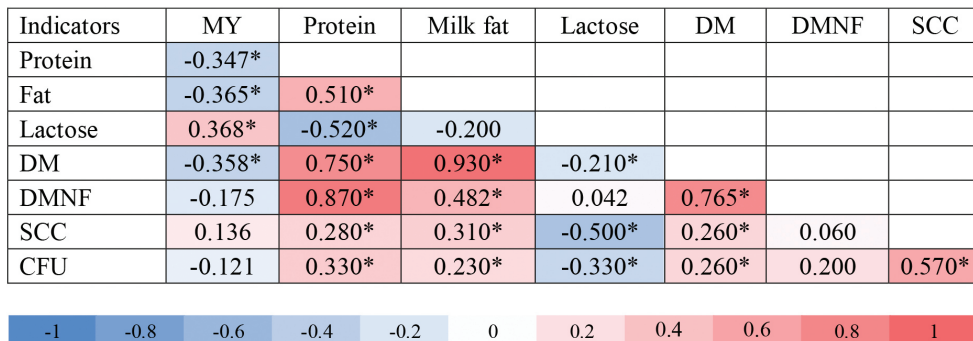 Indicators MY Protein Milk fat Lactose DM DMNF SCC
Protein -0.347*
Fat -0.365* 0.510*
Lactose 0.368* -0.520* -0.200
DM -0.358* 0.750* 0.930* -0.210*
DMNF -0.175 0.870* 0.482* 0.042 0.765*
SCC 0.136 0.280* 0.310* -0.500* 0.260* 0.060
CFU -0.121 0.330* 0.230* -0.330* 0.260* 0.200 0.570*
-1 -0.8 -0.6 -0.4 -0.2 0 0.2 0.4 0.6 0.8 1